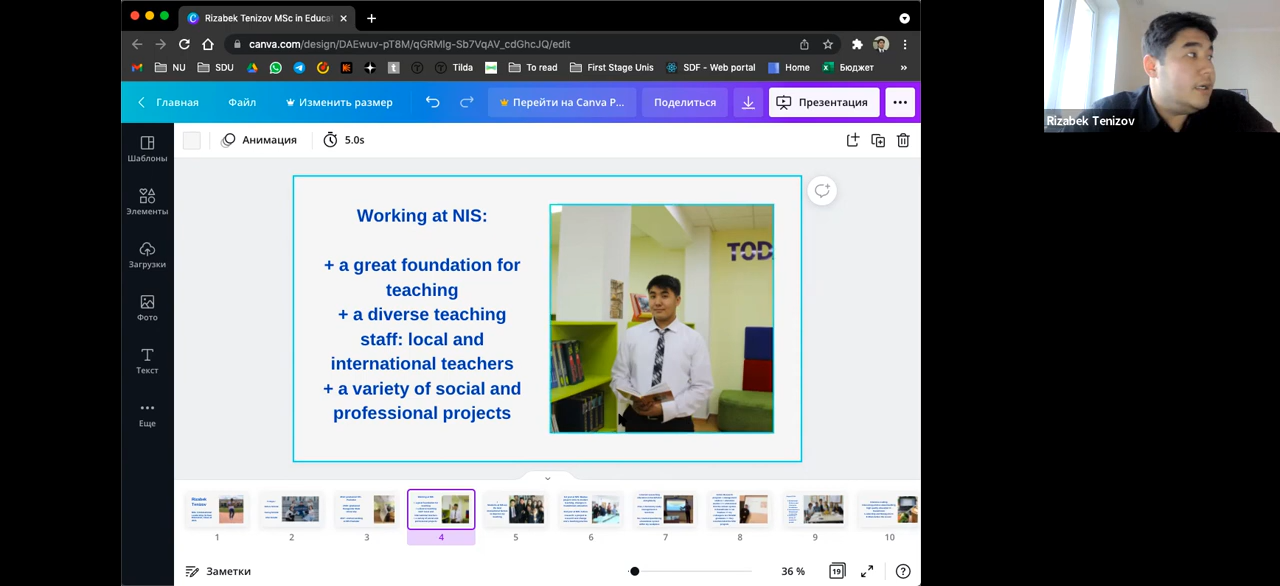 Rizabek Tenizov MSc in Educa
canva.com/design/DAEwuv-pT8M/qGRMlg-Sb7VqAV_cdGhcJQ/edit
NU
SDU
Tilda
To read
First Stage Unis
SDF - Web portal
Home
Бюджет
»
Главная
Файл
Изменить размер
Перейти на Canva P...
Поделиться
Презентация
Rizabek Tenizov
Анимация
5.0s
Шаблоны
Элементы
Загрузки
Фото
Текст
Еще
Working at NIS:
+ a great foundation for
teaching
+ a diverse teaching
staff: local and
international teachers
+ a variety of social and
professional projects
TOD
Rizabek
Tenizov
1
2
3
4
5
6
7
8
9
10
Заметки
36 %
19